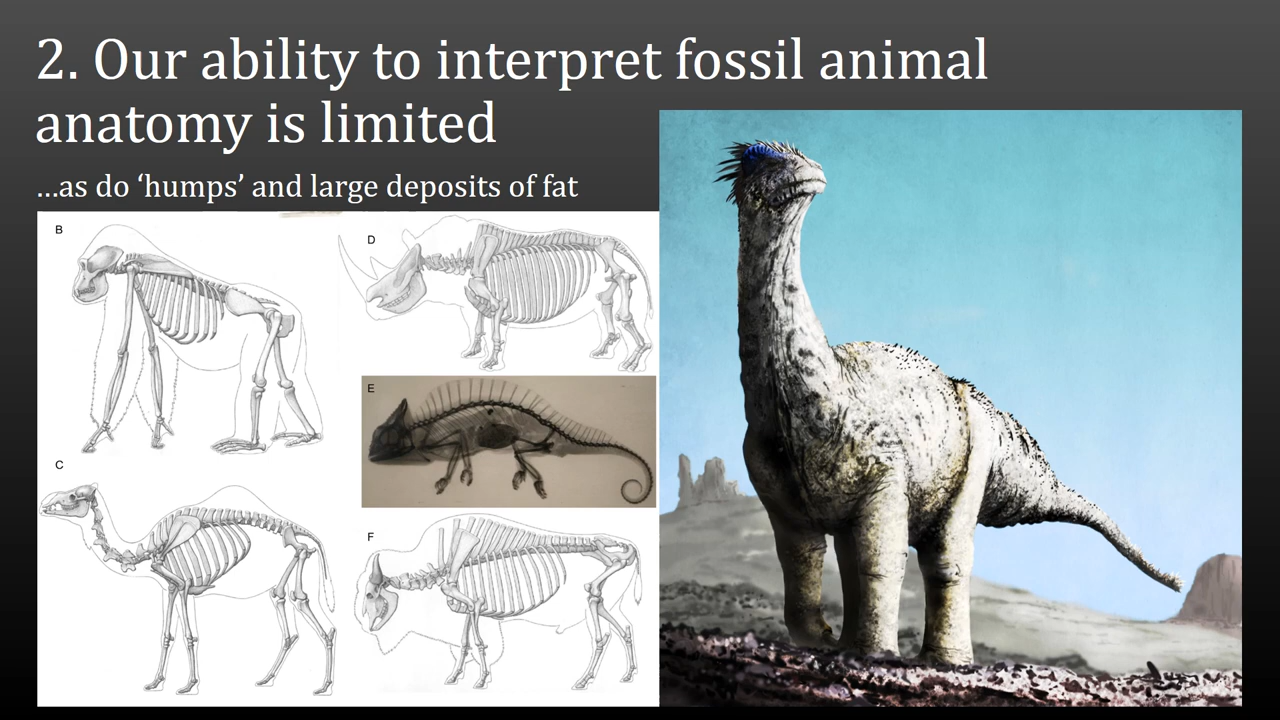 2. Our ability to interpret fossil animal
anatomy is limited
…as do ‘humps’ and large deposits of fat
B
D
E
C
F